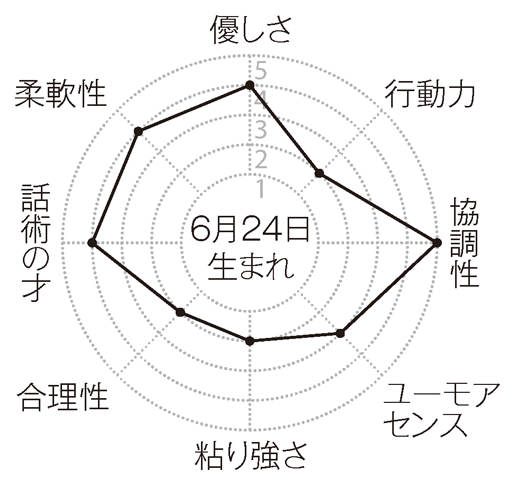 優しさ
行動力
協調性
ユーモア
センス
粘り強さ
合理性
話術の才
柔軟性
5
4
3
2
1
6月24日
生まれ